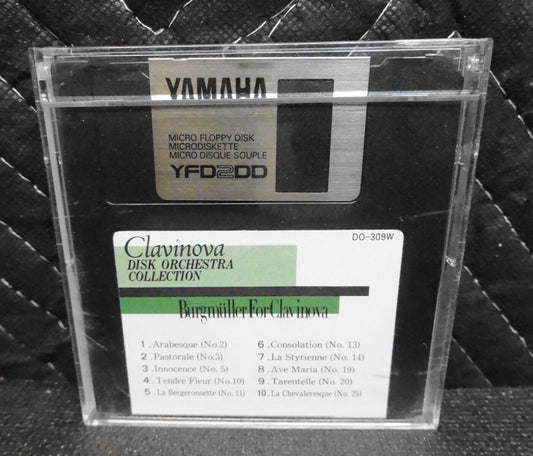 YAMAHA
MICRO FLOPPY DISK
MICRODISKETTE
MICRO DISQUE SOUPLE
YFD2DD
DO-309W
Clavinova
DISK ORCHESTRA
COLLECTION
Burgmüller For Clavinova
1. Arabesque (No.2)
2. Pastorale (No.3)
3. Innocence (No. 5)
4. Tendre Fleur (No.10)
5. La Bergeronnette (No. 11)
6. Consolation (No. 13)
7. La Styrienne (No. 14)
8. Ave Maria (No. 19)
9. Tarentelle (No. 20)
10. La Chevaleresque (No. 25)